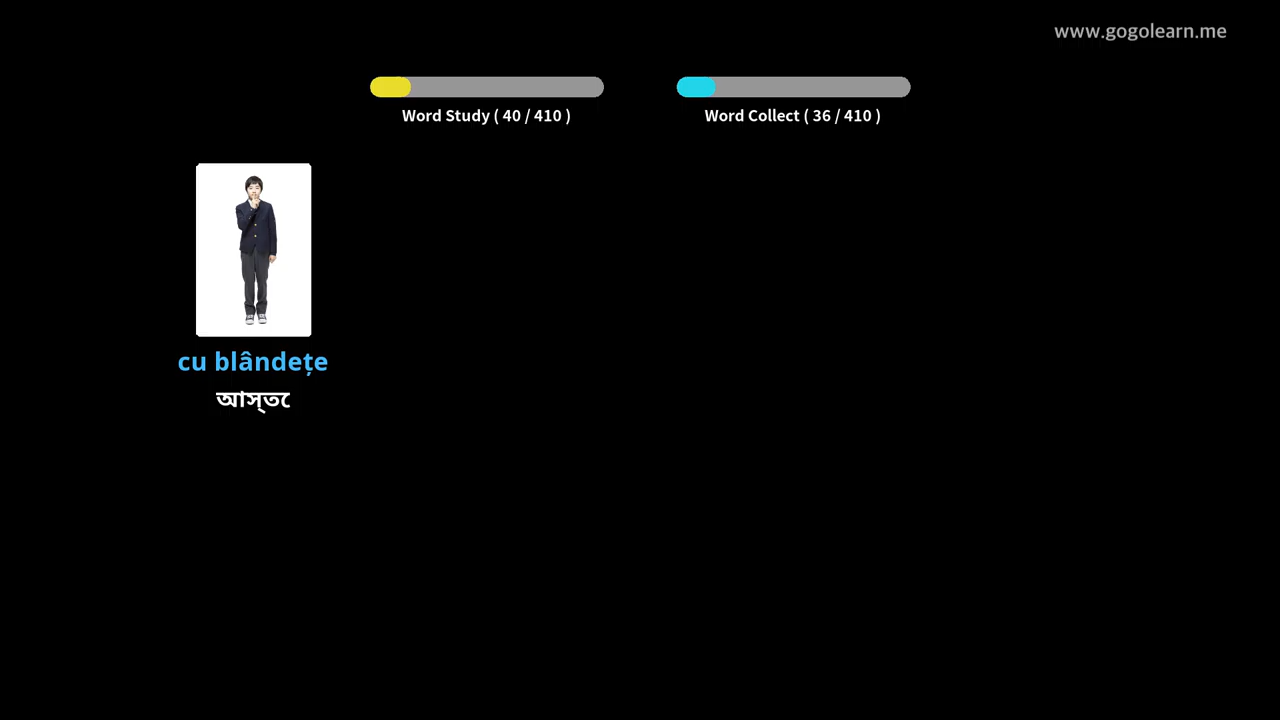 www.gogolearn.me
Word Study ( 40 / 410 )
Word Collect ( 36 / 410 )
cu blândețe
আস্তে